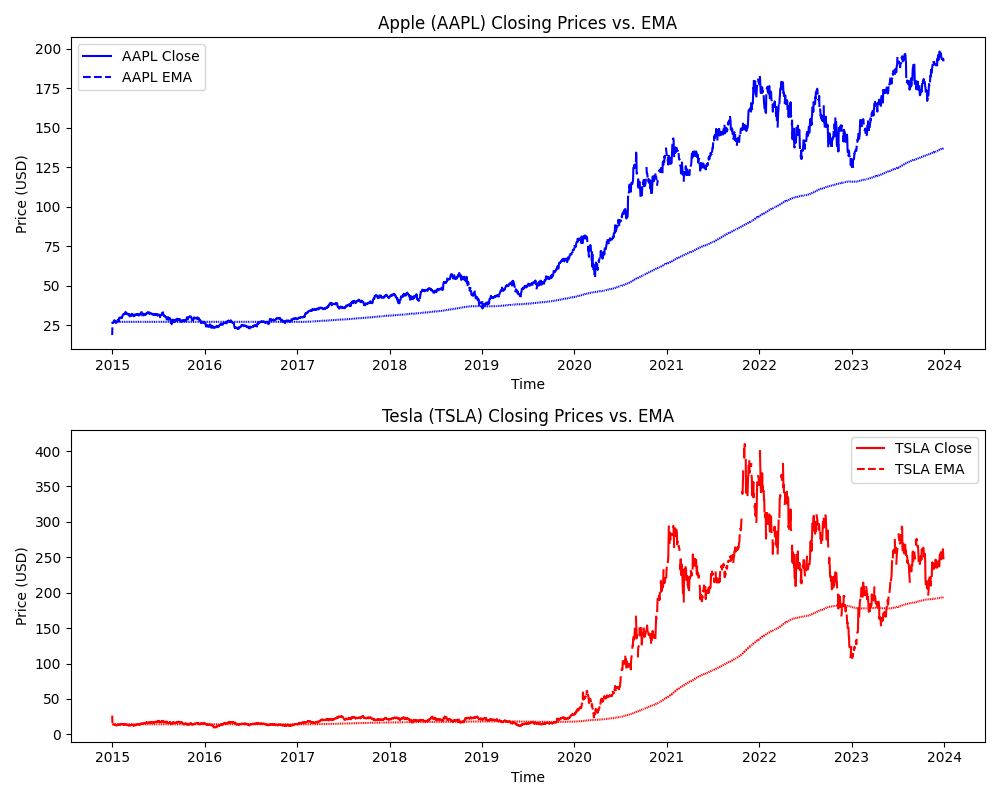 Apple (AAPL) Closing Prices vs. EMA
AAPL Close
AAPL EMA
Price (USD)
200
175
150
125
100
75
50
25
2015 2016 2017 2018 2019 2020 2021 2022 2023 2024
Time
Tesla (TSLA) Closing Prices vs. EMA
TSLA Close
TSLA EMA
Price (USD)
400
350
300
250
200
150
100
50
0
2015 2016 2017 2018 2019 2020 2021 2022 2023 2024
Time